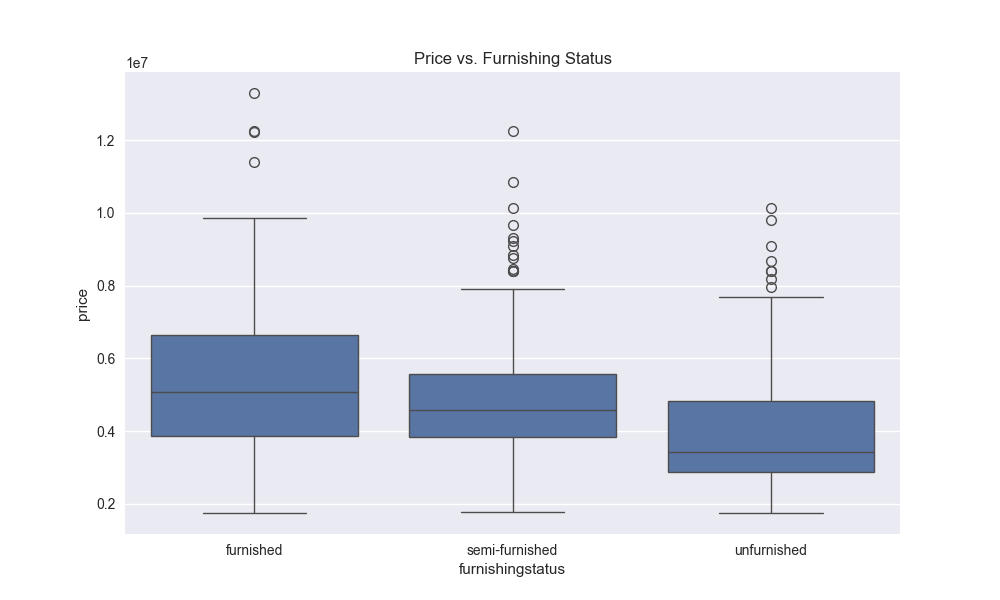 Price vs. Furnishing Status
1e7
1.2
1.0
0.8
0.6
0.4
0.2
price
furnished semi-furnished unfurnished
furnishingstatus